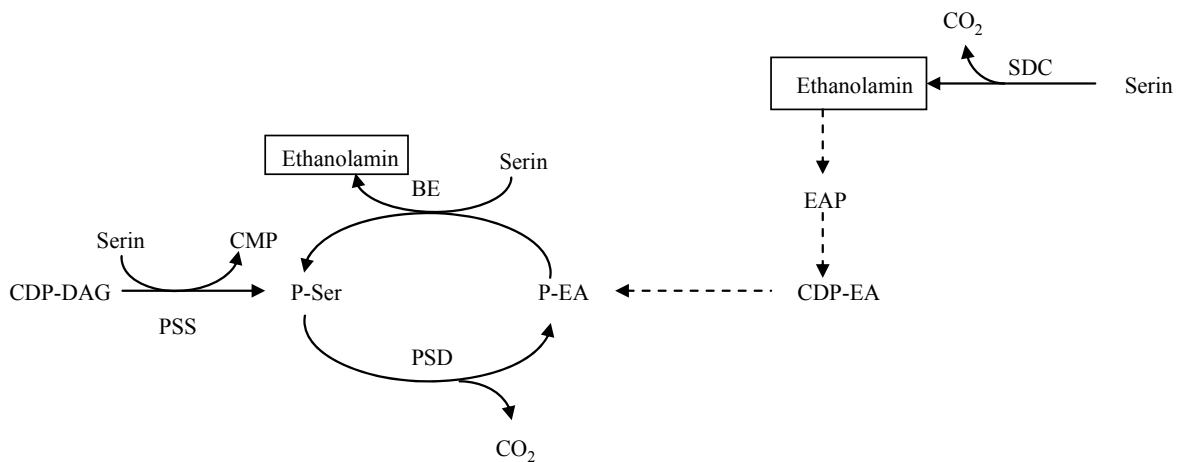 CO2
SDC
Ethanolamin
Serin
Ethanolamin
Serin
BE
EAP
Serin
CMP
CDP-DAG
P-Ser
P-EA
CDP-EA
PSS
PSD
CO2